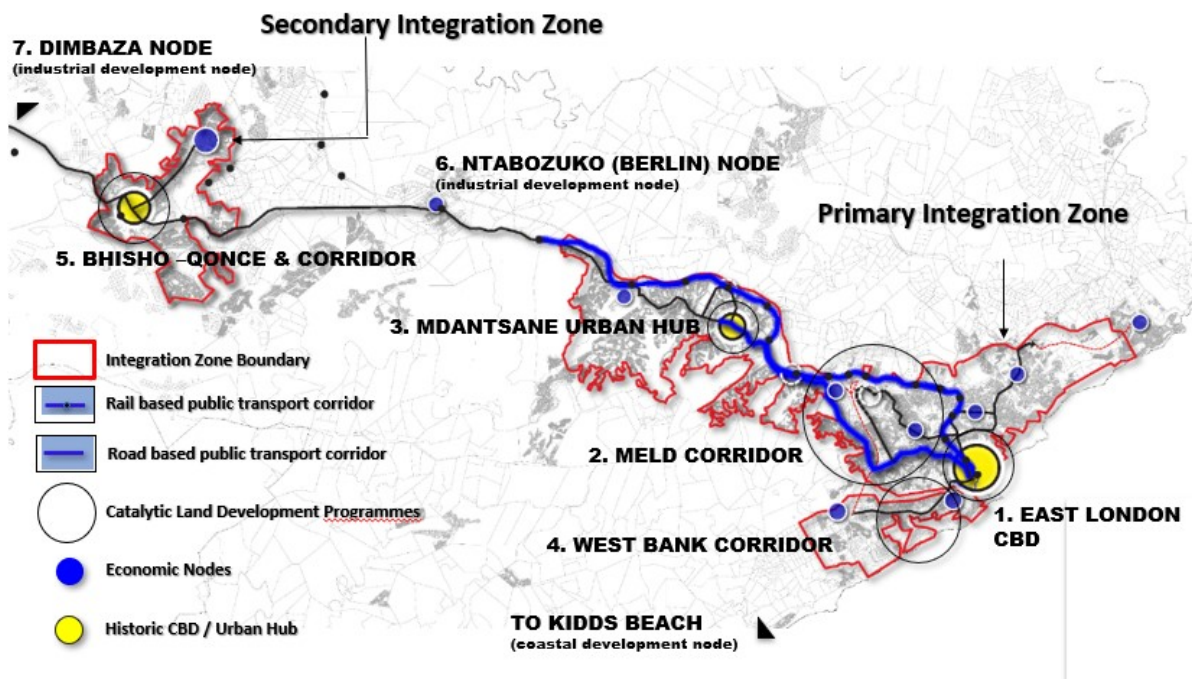 Secondary Integration Zone
7. DIMBAZA NODE
(industrial development node)
6. NTABOZUKO (BERLIN) NODE
(industrial development node)
Primary Integration Zone
5. BHISHO –QONCE & CORRIDOR
3. MDANTSANE URBAN HUB
Integration Zone Boundary
Rail based public transport corridor
Road based public transport corridor
2. MELD CORRIDOR
Catalytic Land Development Programmes
1. EAST LONDON
CBD
4. WEST BANK CORRIDOR
Economic Nodes
Historic CBD / Urban Hub
TO KIDDS BEACH
(coastal development node)